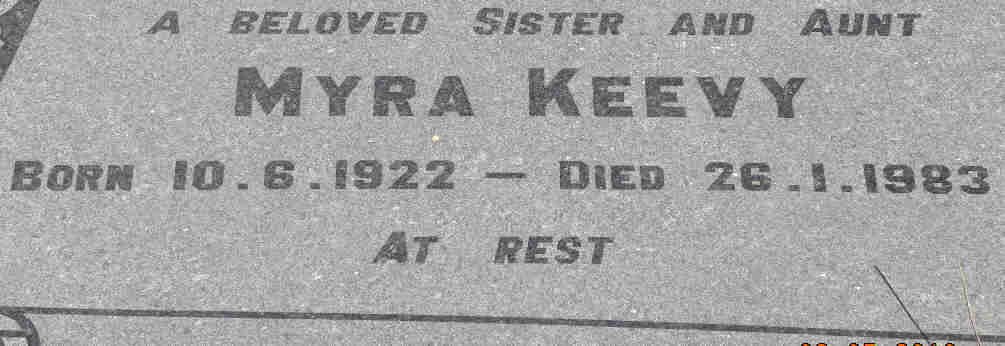 A BELOVED SISTER AND AUNT
MYRA KEEVY
BORN 10.6.1922 — DIED 26.1.1983
AT REST